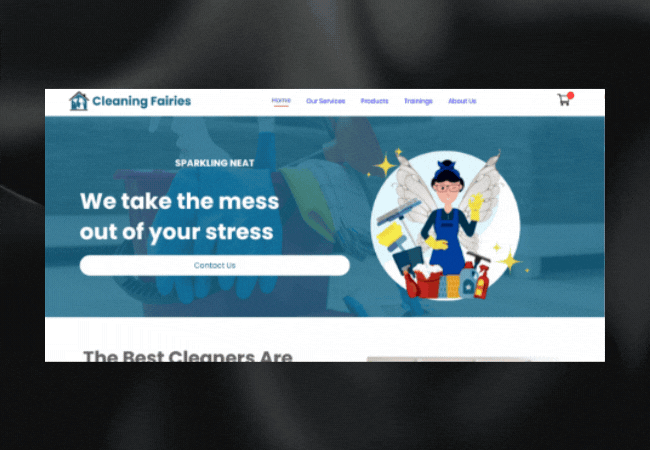 Cleaning Fairies
Home Our Services Products Trainings About Us
SPARKLING NEAT
We take the mess
out of your stress
Contact Us
The Best Cleaners Are